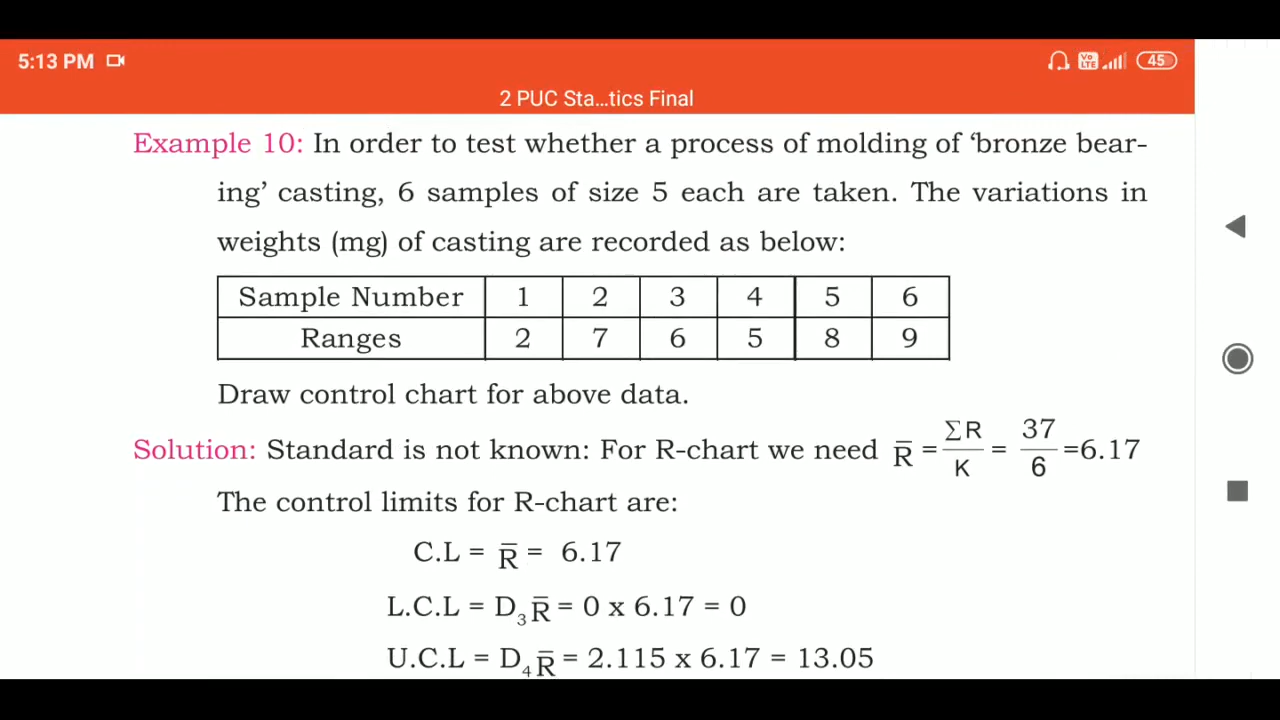 5:13 PM
Vo LTE 45
2 PUC Sta...tics Final
Example 10: In order to test whether a process of molding of ‘bronze bear-
ing’ casting, 6 samples of size 5 each are taken. The variations in
weights (mg) of casting are recorded as below:
Sample Number 1 2 3 4 5 6
Ranges 2 7 6 5 8 9
Draw control chart for above data.
Solution: Standard is not known: For R-chart we need R̄ = ΣR/K = 37/6 =6.17
The control limits for R-chart are:
C.L = R̄ = 6.17
L.C.L = D₃R̄ = 0 x 6.17 = 0
U.C.L = D₄R̄ = 2.115 x 6.17 = 13.05